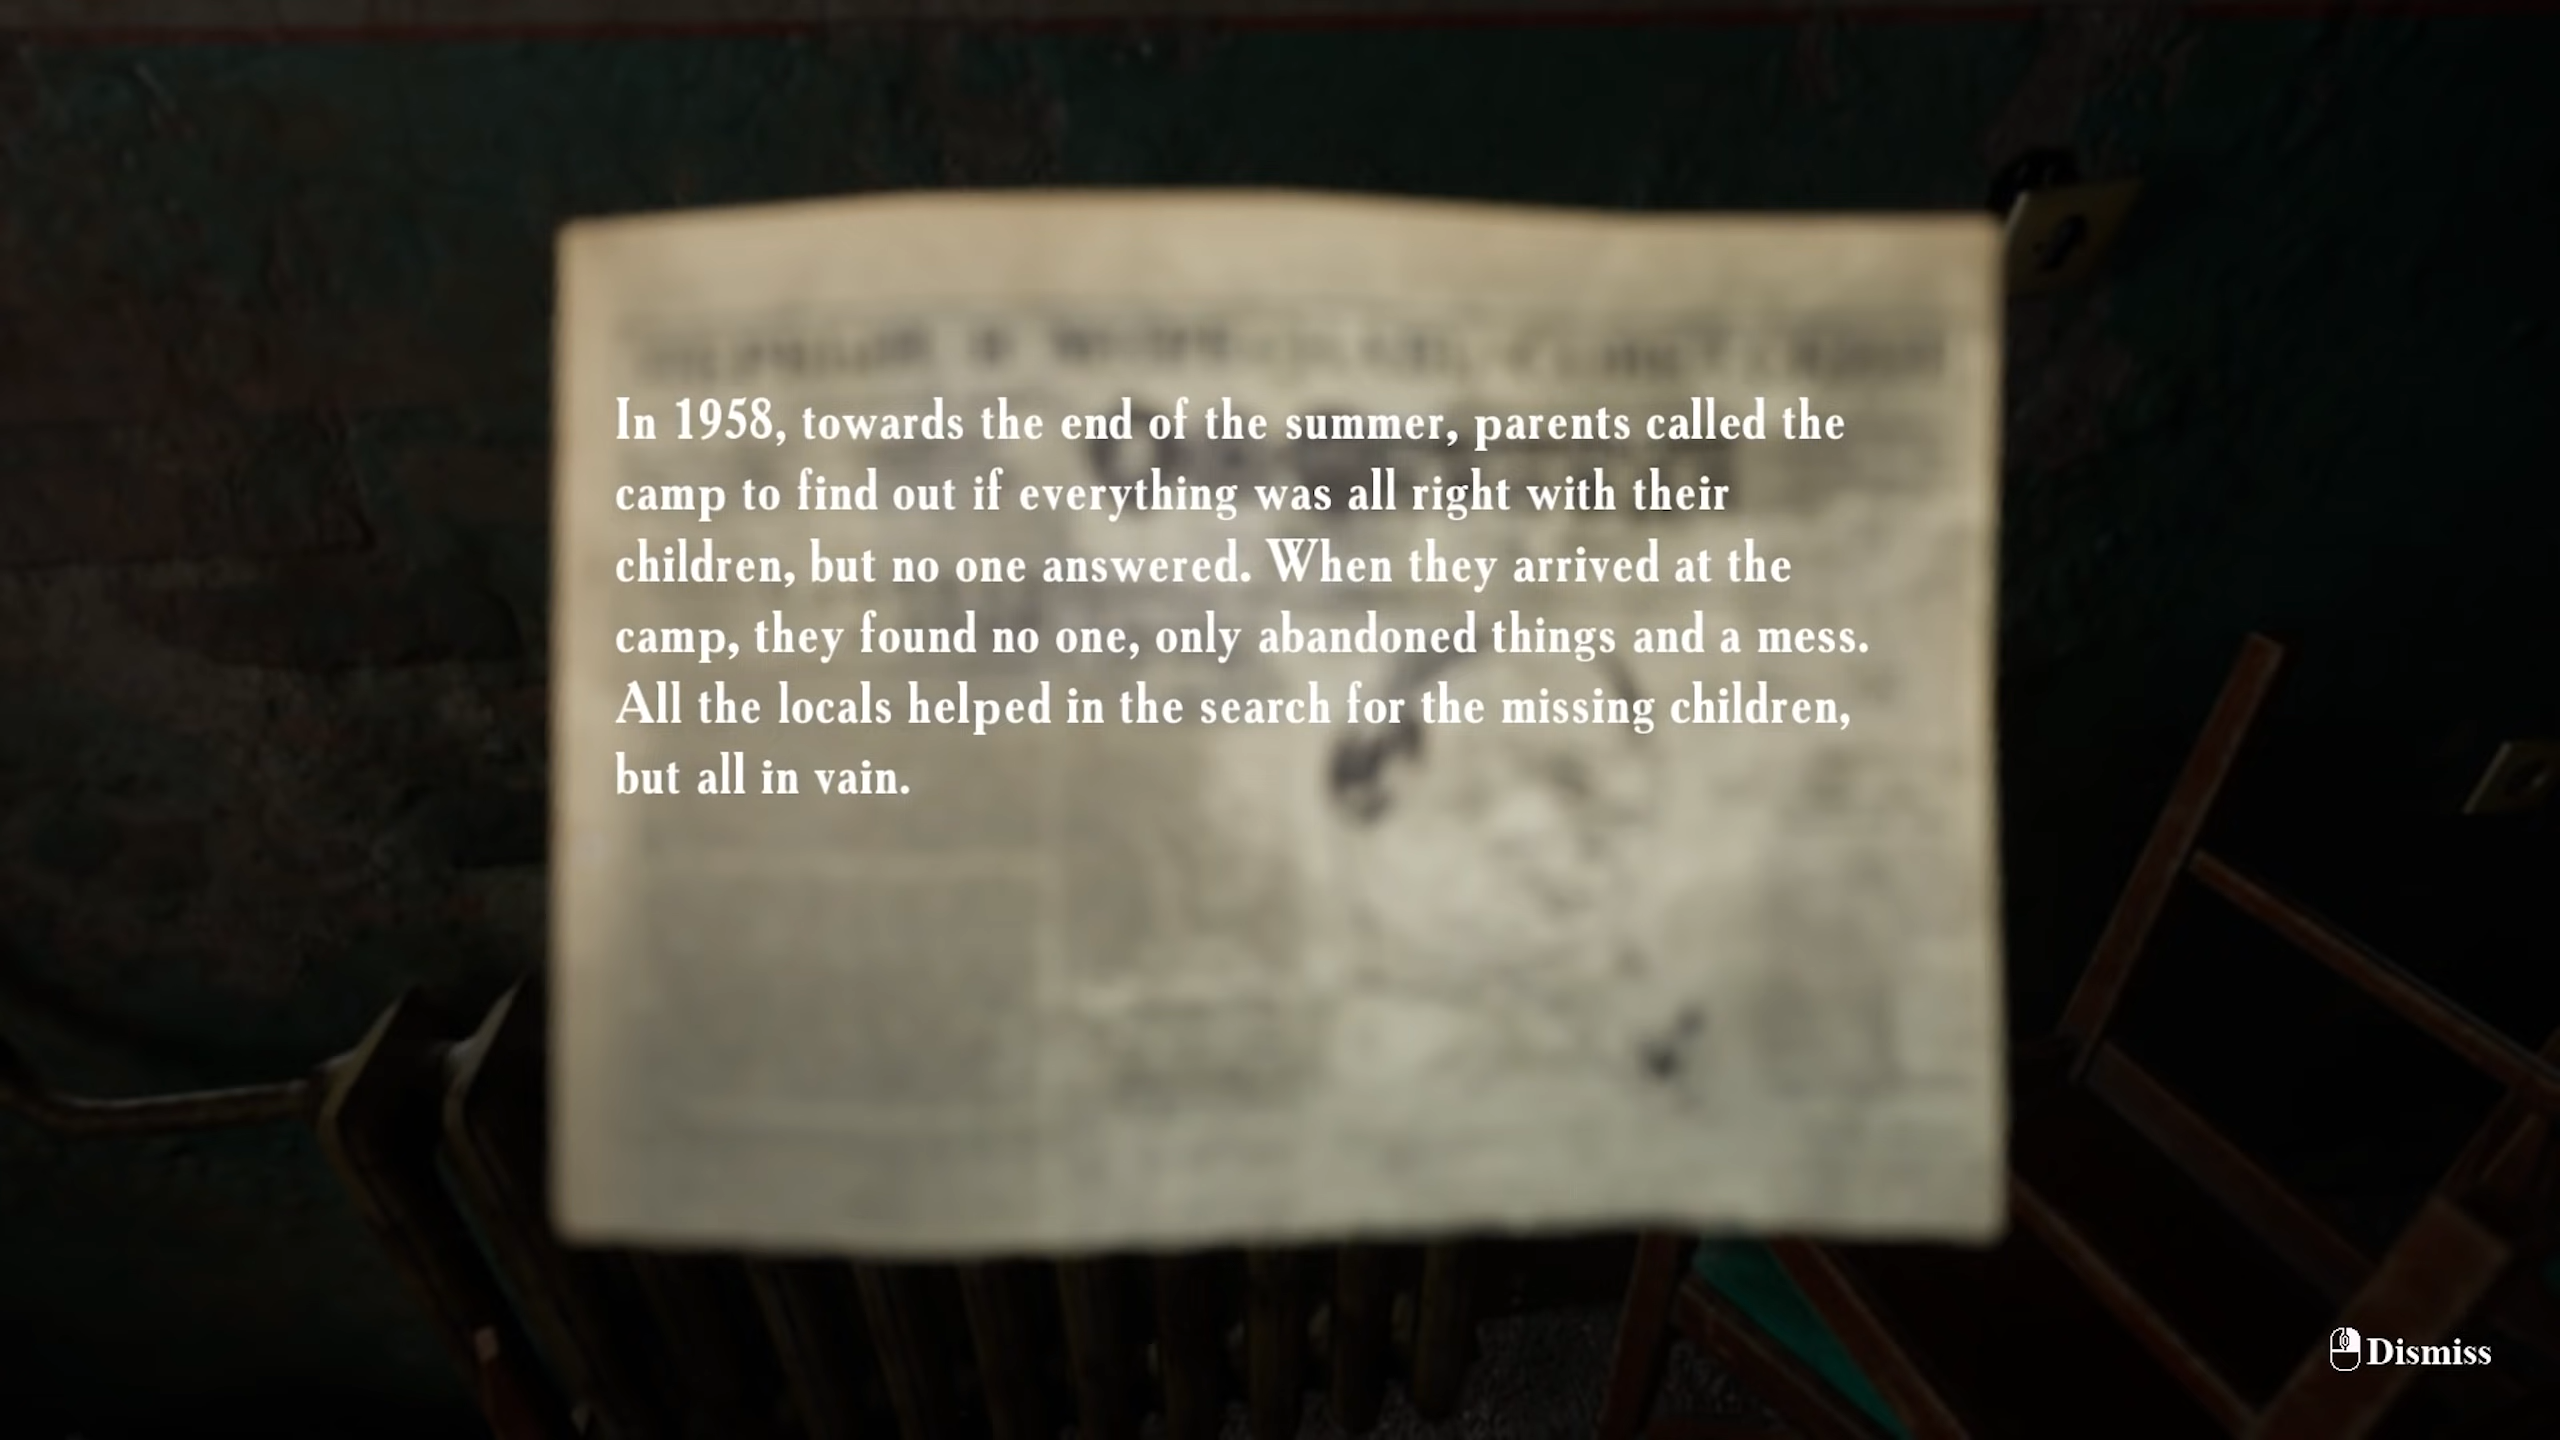 In 1958, towards the end of the summer, parents called the
camp to find out if everything was all right with their
children, but no one answered. When they arrived at the
camp, they found no one, only abandoned things and a mess.
All the locals helped in the search for the missing children,
but all in vain.
Dismiss